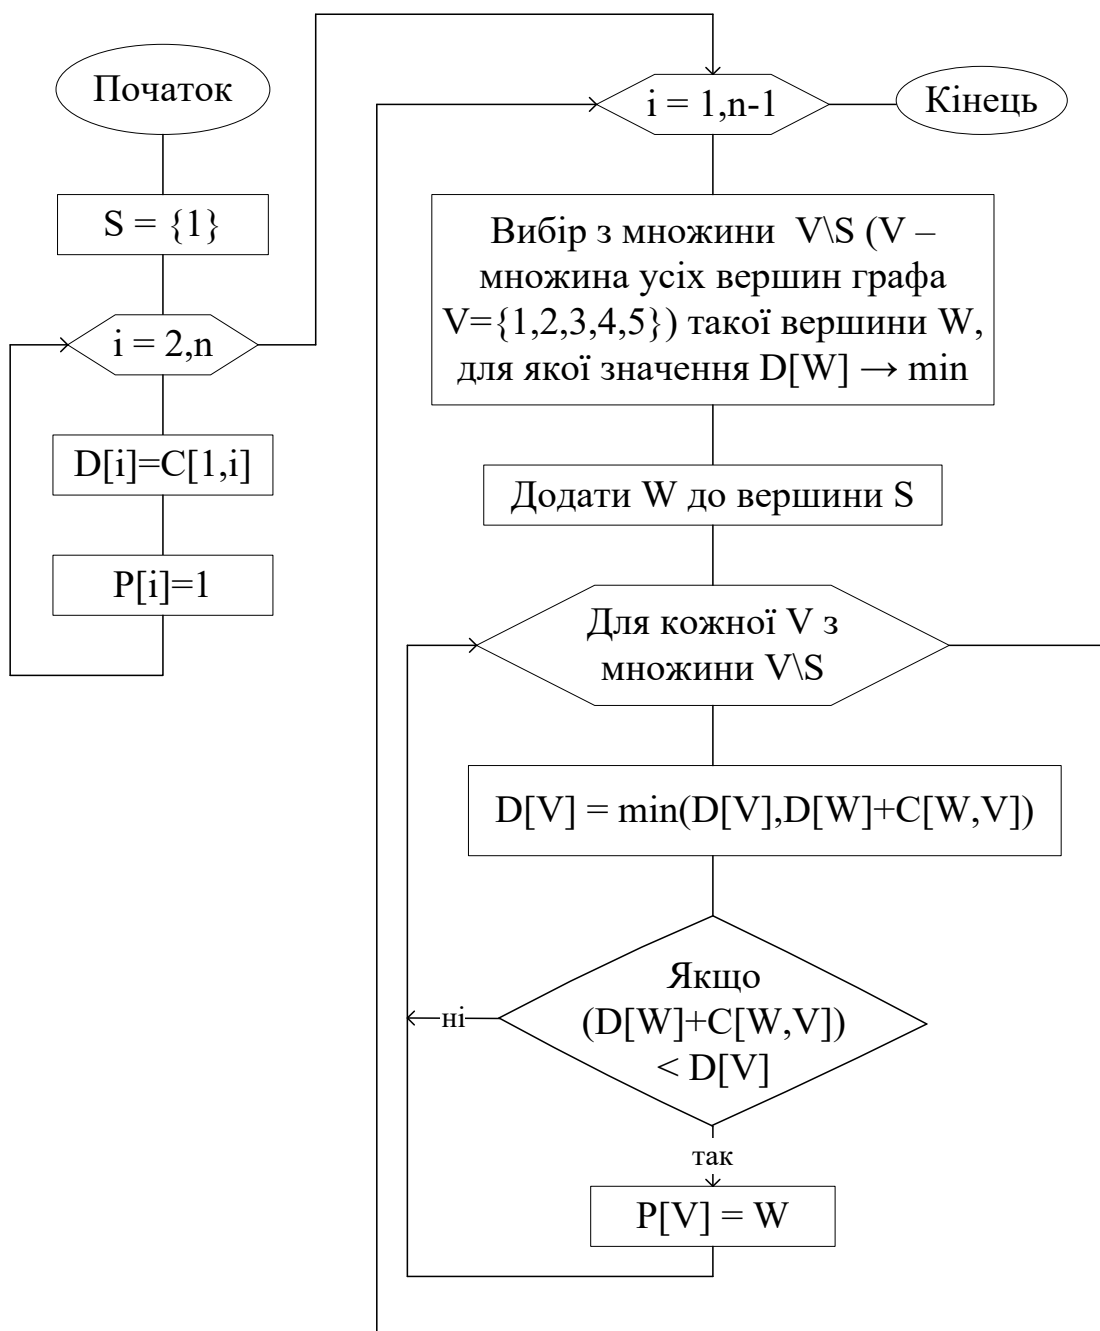 Початок
S = {1}
i = 2,n
D[i]=C[1,i]
P[i]=1
i = 1,n-1
Кінець
Вибір з множини V\S (V –
множина усіх вершин графа
V={1,2,3,4,5}) такої вершини W,
для якої значення D[W] → min
Додати W до вершини S
Для кожної V з
множини V\S
D[V] = min(D[V],D[W]+C[W,V])
Якщо
(D[W]+C[W,V])
< D[V]
ні
так
P[V] = W